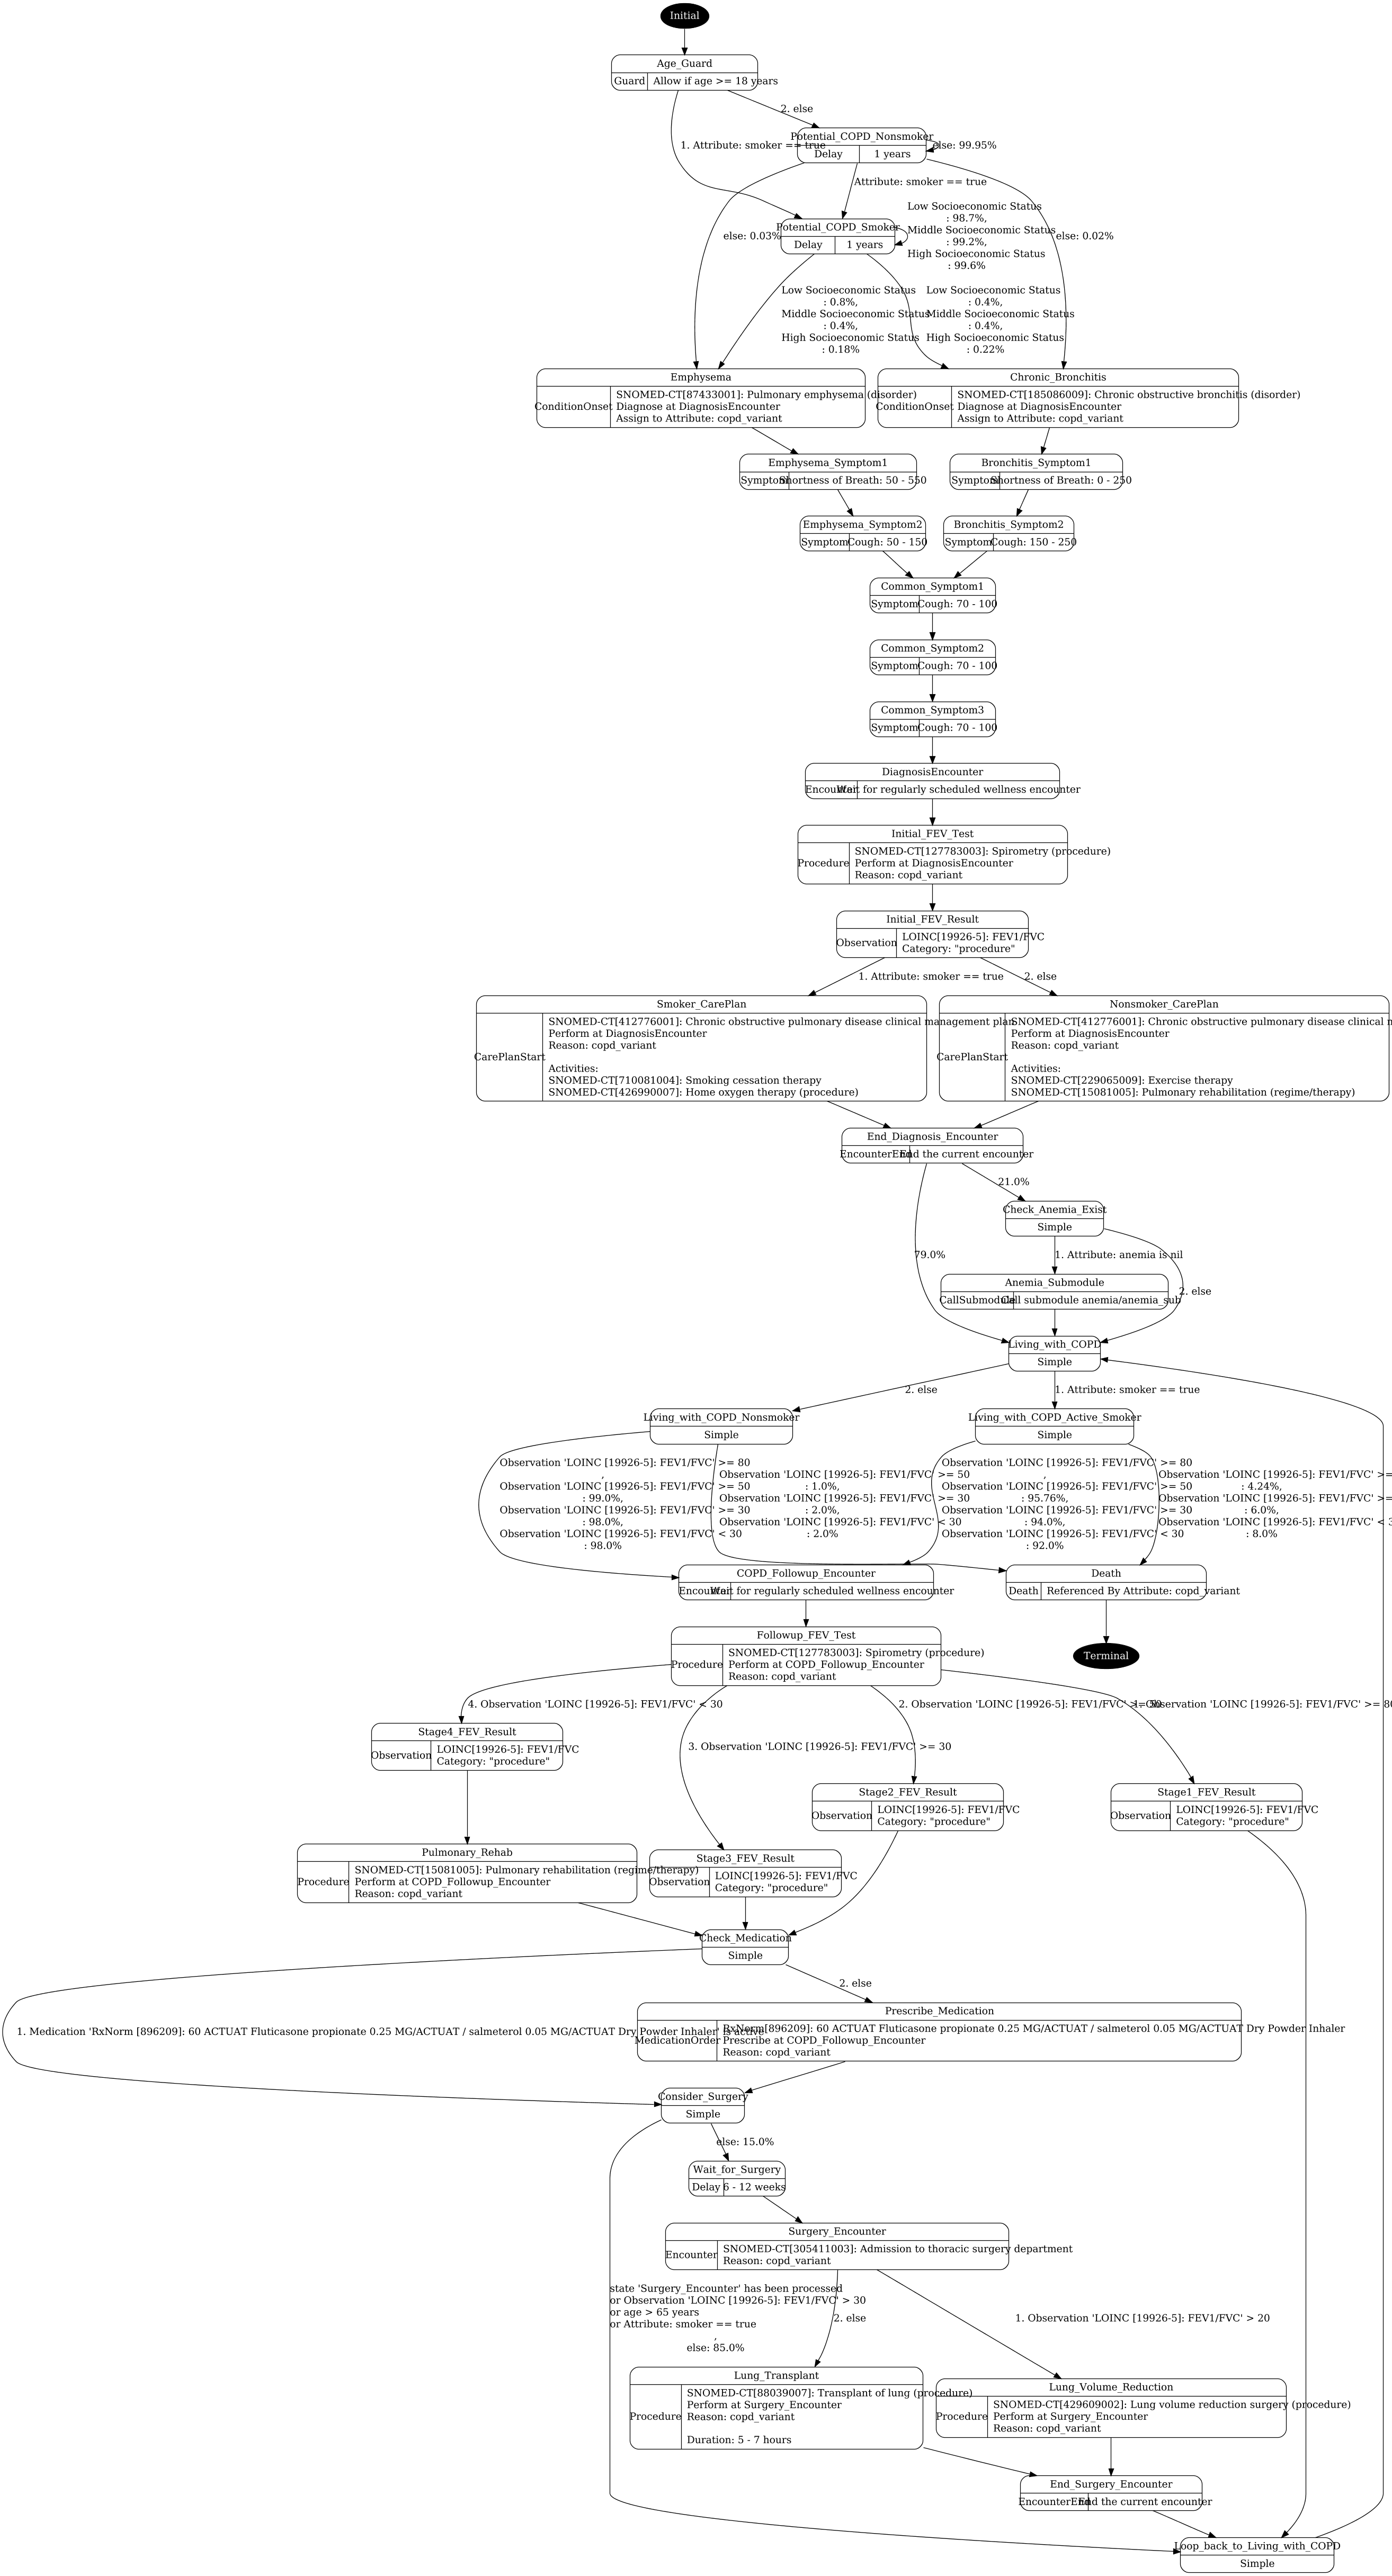 Initial
Age_Guard
Guard
Allow if age >= 18 years
2. else
1. Attribute: smoker == true
Potential_COPD_Nonsmoker
Delay
1 years
else: 99.95%
Attribute: smoker == true
Potential_COPD_Smoker
Delay
1 years
Low Socioeconomic Status
: 98.7%,
Middle Socioeconomic Status
: 99.2%,
High Socioeconomic Status
: 99.6%
else: 0.03%
else: 0.02%
Low Socioeconomic Status
: 0.8%,
Middle Socioeconomic Status
: 0.4%,
High Socioeconomic Status
: 0.18%
Low Socioeconomic Status
: 0.4%,
Middle Socioeconomic Status
: 0.4%,
High Socioeconomic Status
: 0.22%
Emphysema
ConditionOnset
SNOMED-CT[87433001]: Pulmonary emphysema (disorder)
Diagnose at DiagnosisEncounter
Assign to Attribute: copd_variant
Chronic_Bronchitis
ConditionOnset
SNOMED-CT[185086009]: Chronic obstructive bronchitis (disorder)
Diagnose at DiagnosisEncounter
Assign to Attribute: copd_variant
Emphysema_Symptom1
Symptom
Shortness of Breath: 50 - 550
Bronchitis_Symptom1
Symptom
Shortness of Breath: 0 - 250
Emphysema_Symptom2
Symptom
Cough: 50 - 150
Bronchitis_Symptom2
Symptom
Cough: 150 - 250
Common_Symptom1
Symptom
Cough: 70 - 100
Common_Symptom2
Symptom
Cough: 70 - 100
Common_Symptom3
Symptom
Cough: 70 - 100
DiagnosisEncounter
Encounter
Wait for regularly scheduled wellness encounter
Initial_FEV_Test
Procedure
SNOMED-CT[127783003]: Spirometry (procedure)
Perform at DiagnosisEncounter
Reason: copd_variant
Initial_FEV_Result
Observation
LOINC[19926-5]: FEV1/FVC
Category: "procedure"
1. Attribute: smoker == true
2. else
Smoker_CarePlan
CarePlanStart
SNOMED-CT[412776001]: Chronic obstructive pulmonary disease clinical management plan
Perform at DiagnosisEncounter
Reason: copd_variant
Activities:
SNOMED-CT[710081004]: Smoking cessation therapy
SNOMED-CT[426990007]: Home oxygen therapy (procedure)
Nonsmoker_CarePlan
CarePlanStart
SNOMED-CT[412776001]: Chronic obstructive pulmonary disease clinical
Perform at DiagnosisEncounter
Reason: copd_variant
Activities:
SNOMED-CT[229065009]: Exercise therapy
SNOMED-CT[15081005]: Pulmonary rehabilitation (regime/therapy)
End_Diagnosis_Encounter
EncounterEnd
End the current encounter
21.0%
Check_Anemia_Exist
Simple
79.0%
1. Attribute: anemia is nil
Anemia_Submodule
CallSubmodule
Call submodule anemia/anemia_sub
2. else
Living_with_COPD
Simple
2. else
1. Attribute: smoker == true
Living_with_COPD_Nonsmoker
Simple
Living_with_COPD_Active_Smoker
Simple
Observation 'LOINC [19926-5]: FEV1/FVC' >= 80
,
Observation 'LOINC [19926-5]: FEV1/FVC' >= 50
: 99.0%,
Observation 'LOINC [19926-5]: FEV1/FVC' >= 30
: 98.0%,
Observation 'LOINC [19926-5]: FEV1/FVC' < 30
: 98.0%
Observation 'LOINC [19926-5]: FEV1/FVC' >= 50
: 1.0%,
Observation 'LOINC [19926-5]: FEV1/FVC' >= 30
: 2.0%,
Observation 'LOINC [19926-5]: FEV1/FVC' < 30
: 2.0%
Observation 'LOINC [19926-5]: FEV1/FVC' >= 80
,
Observation 'LOINC [19926-5]: FEV1/FVC' >= 50
: 95.76%,
Observation 'LOINC [19926-5]: FEV1/FVC' >= 30
: 94.0%,
Observation 'LOINC [19926-5]: FEV1/FVC' < 30
: 92.0%
Observation 'LOINC [19926-5]: FEV1/FVC' >=
: 4.24%,
Observation 'LOINC [19926-5]: FEV1/FVC' >=
: 6.0%,
Observation 'LOINC [19926-5]: FEV1/FVC' <
: 8.0%
COPD_Followup_Encounter
Encounter
Wait for regularly scheduled wellness encounter
Death
Death
Referenced By Attribute: copd_variant
Terminal
Followup_FEV_Test
Procedure
SNOMED-CT[127783003]: Spirometry (procedure)
Perform at COPD_Followup_Encounter
Reason: copd_variant
4. Observation 'LOINC [19926-5]: FEV1/FVC' < 30
2. Observation 'LOINC [19926-5]: FEV1/FVC' >= 50
1. Observation 'LOINC [19926-5]: FEV1/FVC' >= 80
3. Observation 'LOINC [19926-5]: FEV1/FVC' >= 30
Stage4_FEV_Result
Observation
LOINC[19926-5]: FEV1/FVC
Category: "procedure"
Stage2_FEV_Result
Observation
LOINC[19926-5]: FEV1/FVC
Category: "procedure"
Stage1_FEV_Result
Observation
LOINC[19926-5]: FEV1/FVC
Category: "procedure"
Pulmonary_Rehab
Procedure
SNOMED-CT[15081005]: Pulmonary rehabilitation (regime/therapy)
Perform at COPD_Followup_Encounter
Reason: copd_variant
Stage3_FEV_Result
Observation
LOINC[19926-5]: FEV1/FVC
Category: "procedure"
Check_Medication
Simple
2. else
1. Medication 'RxNorm [896209]: 60 ACTUAT Fluticasone propionate 0.25 MG/ACTUAT / salmeterol 0.05 MG/ACTUAT Dry Powder Inhaler' is active
Prescribe_Medication
MedicationOrder
RxNorm[896209]: 60 ACTUAT Fluticasone propionate 0.25 MG/ACTUAT / salmeterol 0.05 MG/ACTUAT Dry Powder Inhaler
Prescribe at COPD_Followup_Encounter
Reason: copd_variant
Consider_Surgery
Simple
else: 15.0%
Wait_for_Surgery
Delay
6 - 12 weeks
Surgery_Encounter
Encounter
SNOMED-CT[305411003]: Admission to thoracic surgery department
Reason: copd_variant
state 'Surgery_Encounter' has been processed
or Observation 'LOINC [19926-5]: FEV1/FVC' > 30
or age > 65 years
or Attribute: smoker == true
,
else: 85.0%
2. else
1. Observation 'LOINC [19926-5]: FEV1/FVC' > 20
Lung_Transplant
Procedure
SNOMED-CT[88039007]: Transplant of lung (procedure)
Perform at Surgery_Encounter
Reason: copd_variant
Duration: 5 - 7 hours
Lung_Volume_Reduction
Procedure
SNOMED-CT[429609002]: Lung volume reduction surgery (procedure)
Perform at Surgery_Encounter
Reason: copd_variant
End_Surgery_Encounter
EncounterEnd
End the current encounter
Loop_back_to_Living_with_COPD
Simple